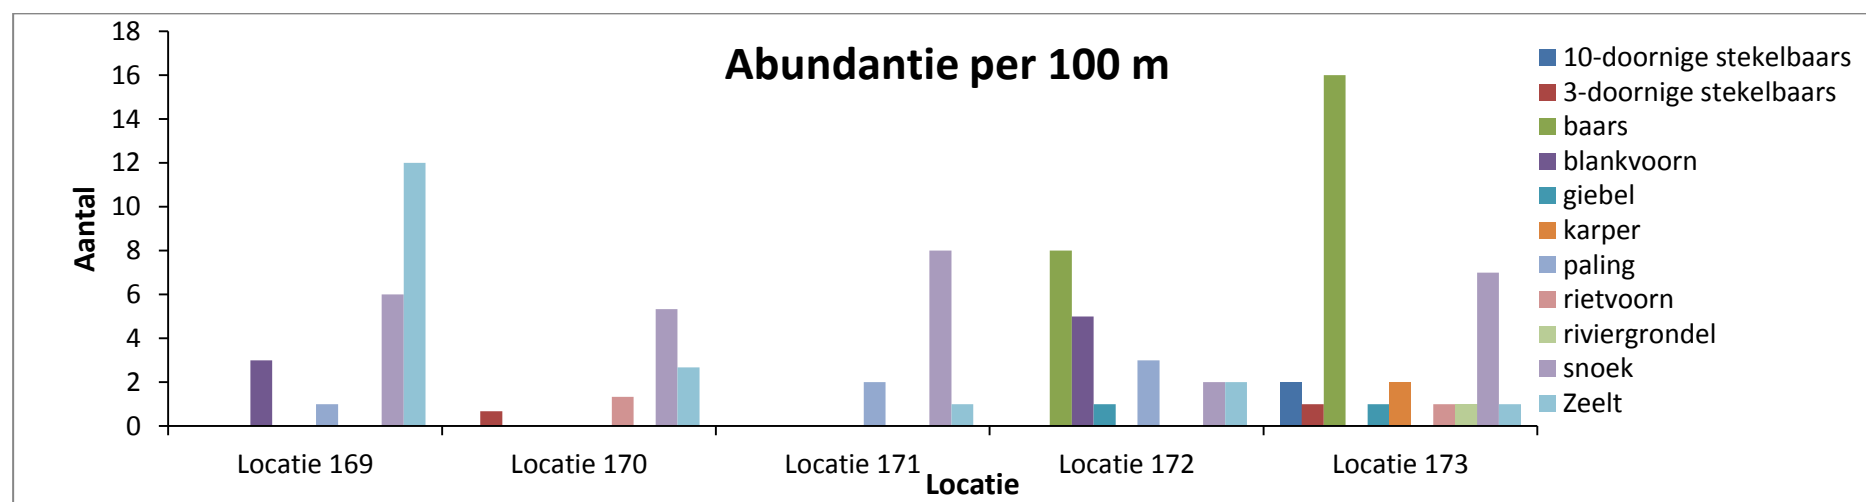 Abundantie per 100 m
18
16
14
12
10
8
6
4
2
0
Aantal
Locatie 169
Locatie 170
Locatie 171
Locatie 172
Locatie 173
Locatie
10-doornige stekelbaars
3-doornige stekelbaars
baars
blankvoorn
giebel
karper
paling
rietvoorn
riviergrondel
snoek
Zeelt